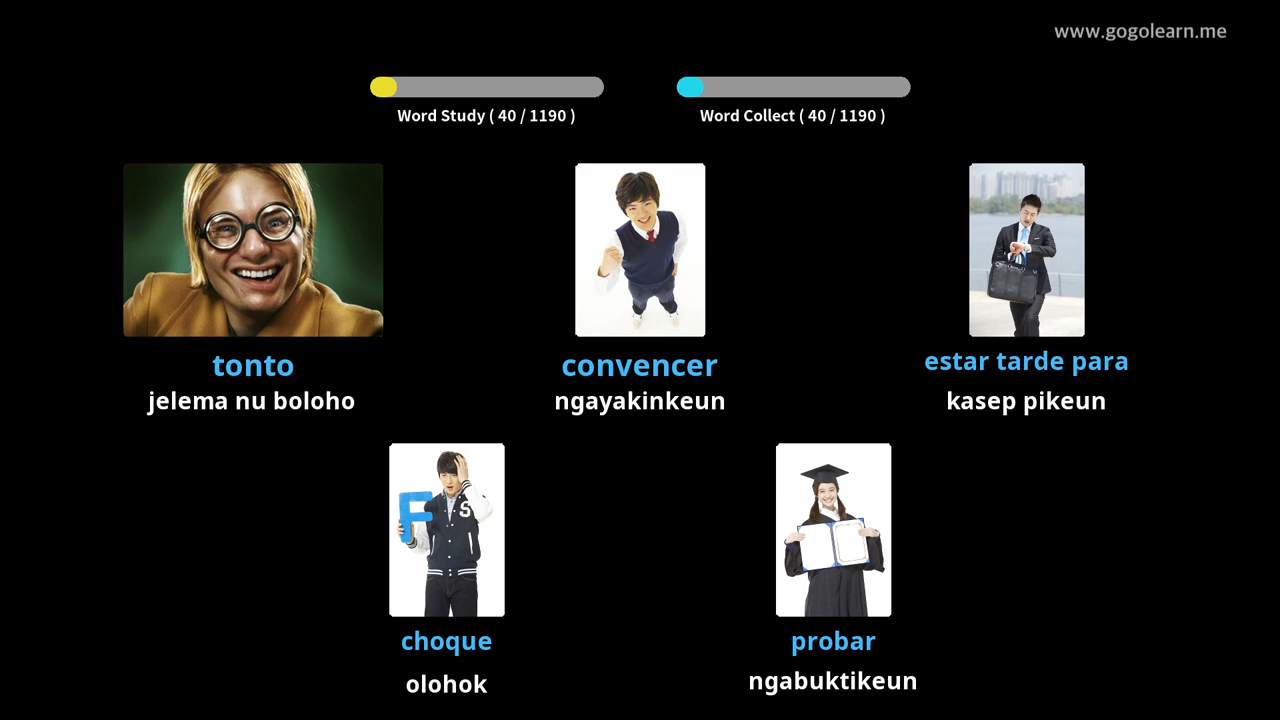 www.gogolearn.me
Word Study ( 40 / 1190 )
Word Collect ( 40 / 1190 )
tonto
jelema nu boloho
convencer
ngayakinkeun
estar tarde para
kasep pikeun
F
S
choque
olohok
probar
ngabuktikeun